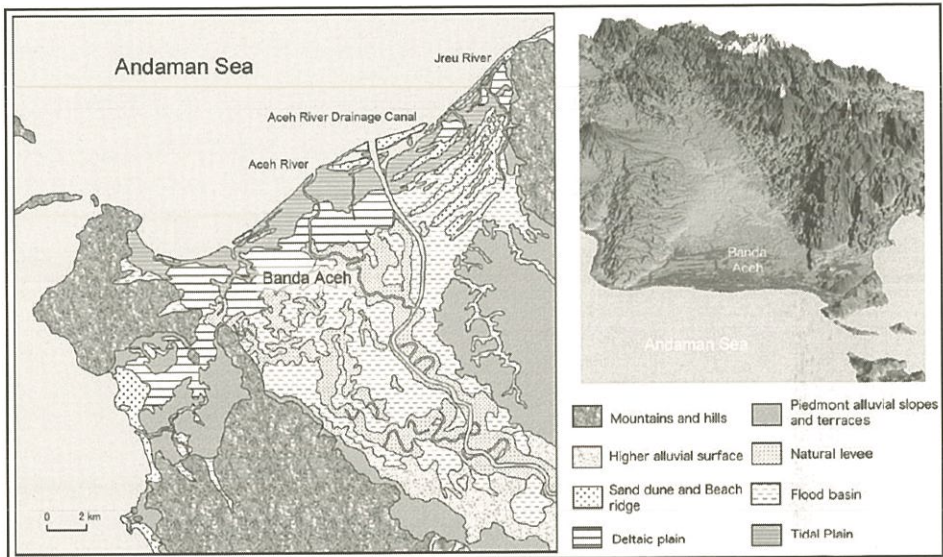 Andaman Sea
Jreu River
Aceh River Drainage Canal
Aceh River
Banda Aceh
0 2 km
Banda
Aceh
Andaman Sea
Mountains and hills
Higher alluvial surface
Sand dune and Beach
ridge
Deltaic plain
Piedmont alluvial slopes
and terraces
Natural levee
Flood basin
Tidal Plain